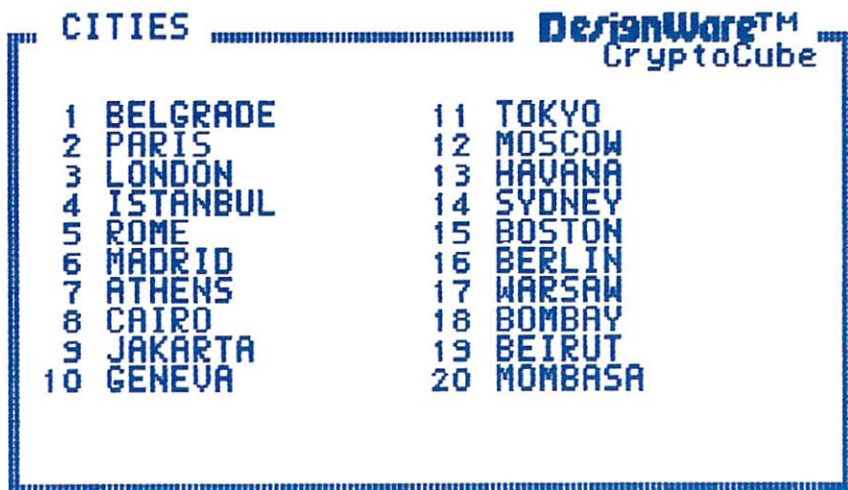 CITIES DesignWare™
CryptoCube
1 BELGRADE
2 PARIS
3 LONDON
4 ISTANBUL
5 ROME
6 MADRID
7 ATHENS
8 CAIRO
9 JAKARTA
10 GENEVA
11 TOKYO
12 MOSCOW
13 HAVANA
14 SYDNEY
15 BOSTON
16 BERLIN
17 WARSAW
18 BOMBAY
19 BEIRUT
20 MOMBASA